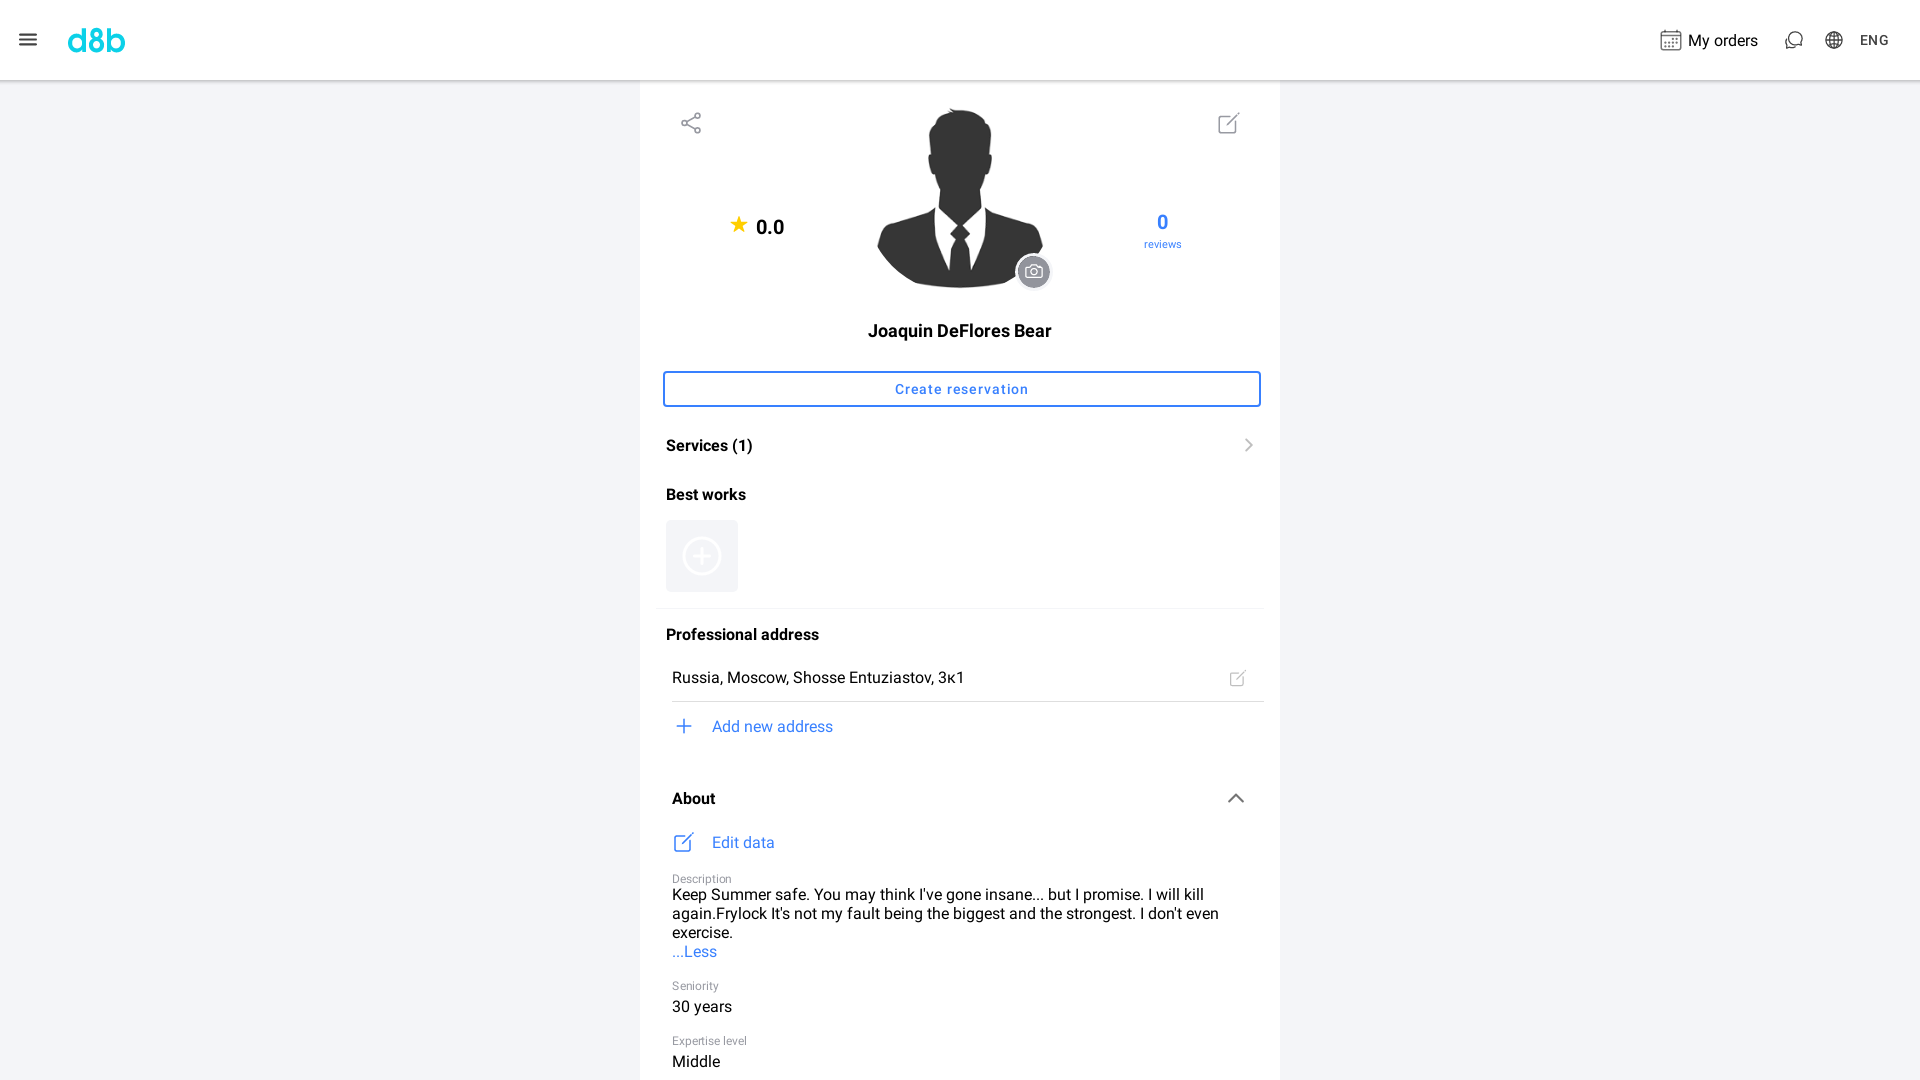 d8b
My orders
ENG
0.0
0
reviews
Joaquin DeFlores Bear
Create reservation
Services (1)
Best works
Professional address
Russia, Moscow, Shosse Entuziastov, 3к1
Add new address
About
Edit data
Description
Keep Summer safe. You may think I've gone insane... but I promise. I will kill
again.Frylock It's not my fault being the biggest and the strongest. I don't even
exercise.
...Less
Seniority
30 years
Expertise level
Middle